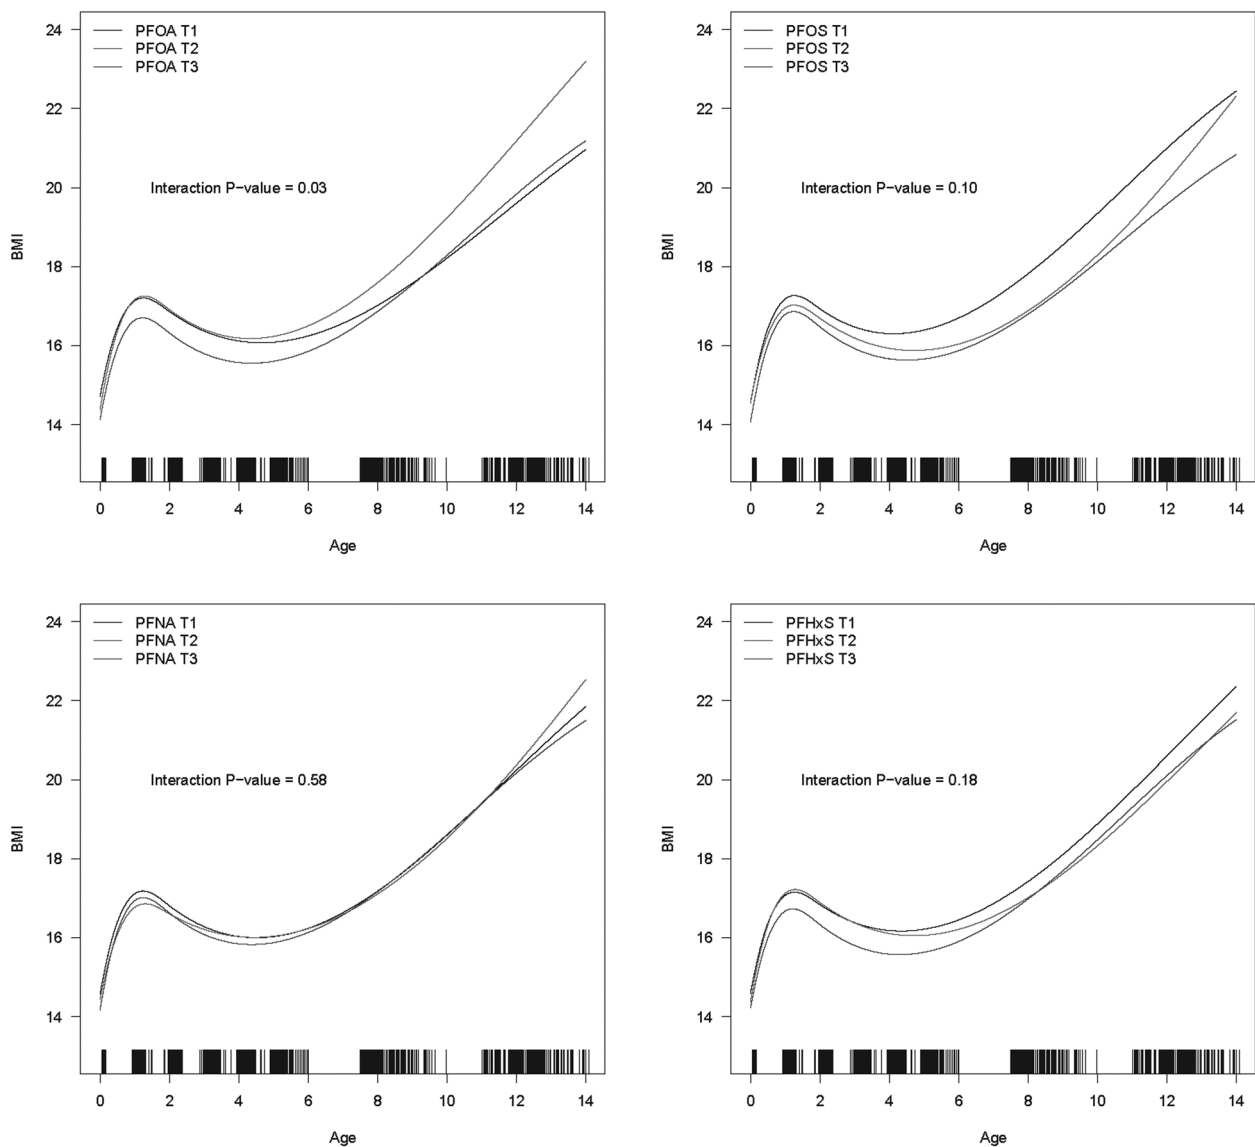 24
22
20
18
16
14
BMI
PFOA T1
PFOA T2
PFOA T3
Interaction P-value = 0.03
0 2 4 6 8 10 12 14
Age
24
22
20
18
16
14
BMI
PFOS T1
PFOS T2
PFOS T3
Interaction P-value = 0.10
0 2 4 6 8 10 12 14
Age
24
22
20
18
16
14
BMI
PFNA T1
PFNA T2
PFNA T3
Interaction P-value = 0.58
0 2 4 6 8 10 12 14
Age
24
22
20
18
16
14
BMI
PFHxS T1
PFHxS T2
PFHxS T3
Interaction P-value = 0.18
0 2 4 6 8 10 12 14
Age